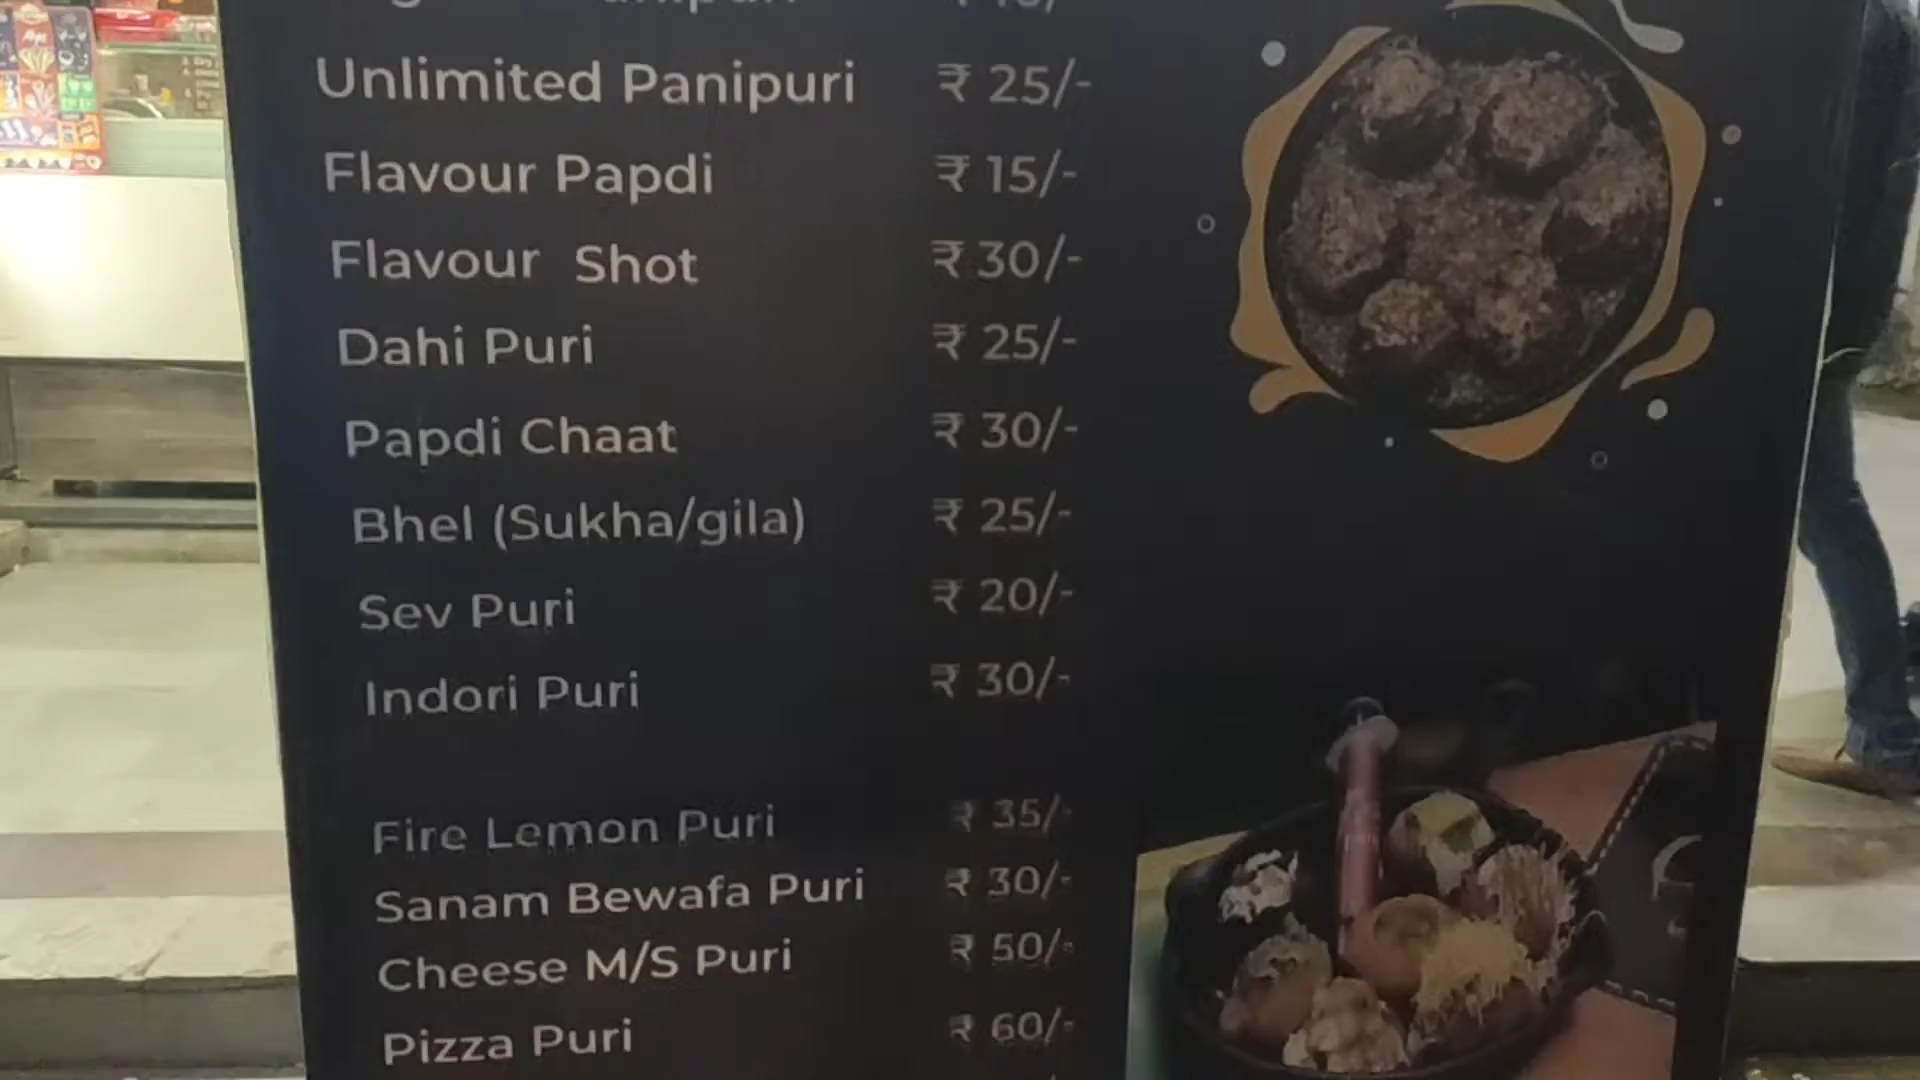 Unlimited Panipuri ₹ 25/-
Flavour Papdi ₹ 15/-
Flavour Shot ₹ 30/-
Dahi Puri ₹ 25/-
Papdi Chaat ₹ 30/-
Bhel (Sukha/gila) ₹ 25/-
Sev Puri ₹ 20/-
Indori Puri ₹ 30/-
Fire Lemon Puri ₹ 35/-
Sanam Bewafa Puri ₹ 30/-
Cheese M/S Puri ₹ 50/-
Pizza Puri ₹ 60/-